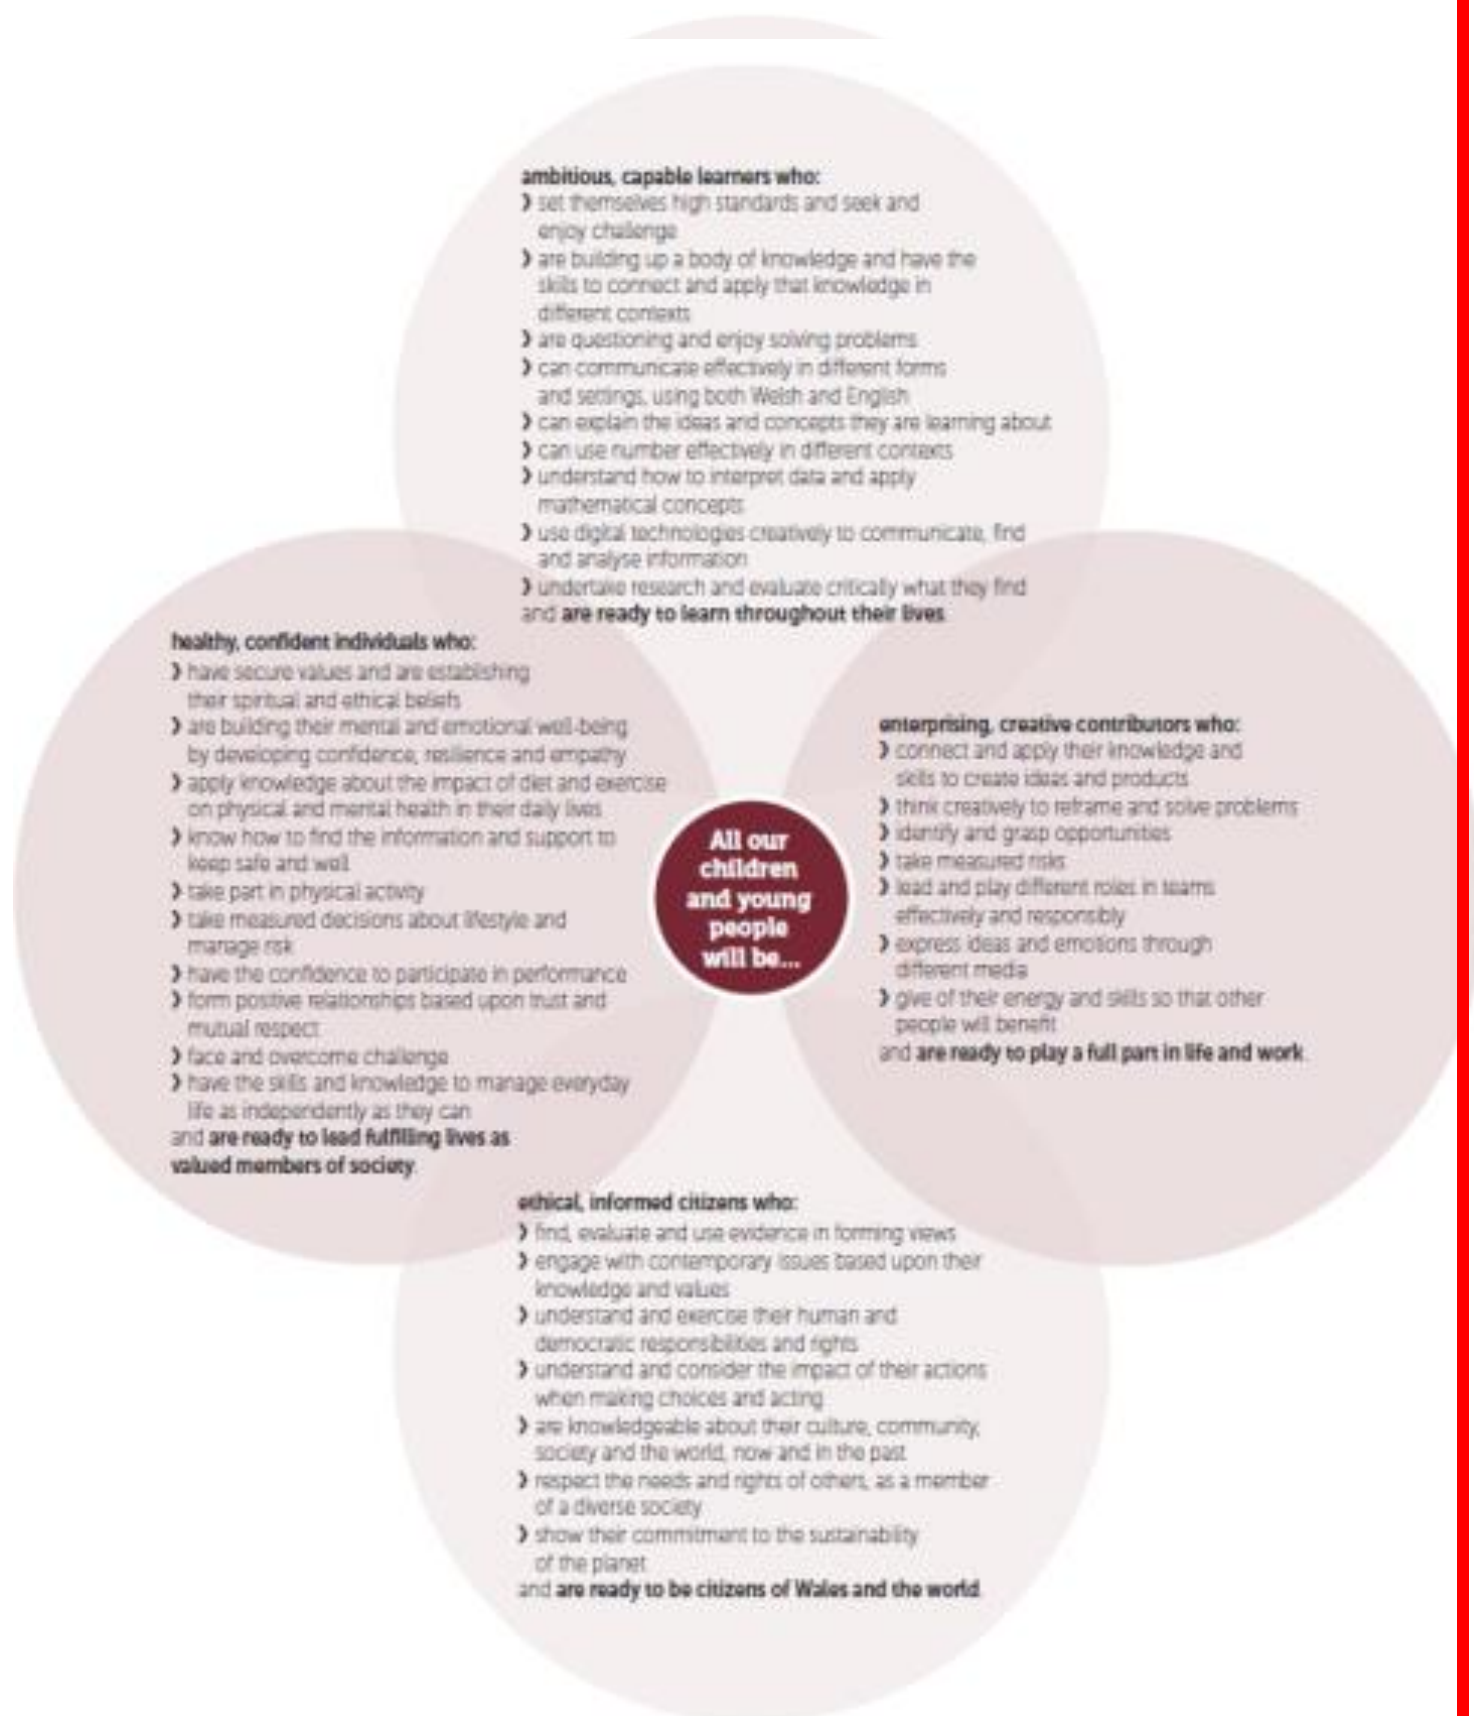 ambitious, capable learners who:
❯ set themselves high standards and seek and
enjoy challenge
❯ are building up a body of knowledge and have the
skills to connect and apply that knowledge in
different contexts
❯ are questioning and enjoy solving problems
❯ can communicate effectively in different forms
and settings, using both Welsh and English
❯ can explain the ideas and concepts they are learning about
❯ can use number effectively in different contexts
❯ understand how to interpret data and apply
mathematical concepts
❯ use digital technologies creatively to communicate, find
and analyse information
❯ undertake research and evaluate critically what they find
and are ready to learn throughout their lives.
healthy, confident individuals who:
❯ have secure values and are establishing
their spiritual and ethical beliefs
❯ are building their mental and emotional well-being
by developing confidence, resilience and empathy
❯ apply knowledge about the impact of diet and exercise
on physical and mental health in their daily lives
❯ know how to find the information and support to
keep safe and well
❯ take part in physical activity
❯ take measured decisions about lifestyle and
manage risk
❯ have the confidence to participate in performance
❯ form positive relationships based upon trust and
mutual respect
❯ face and overcome challenge
❯ have the skills and knowledge to manage everyday
life as independently as they can
and are ready to lead fulfilling lives as
valued members of society.
All our
children
and young
people
will be...
enterprising, creative contributors who:
❯ connect and apply their knowledge and
skills to create ideas and products
❯ think creatively to reframe and solve problems
❯ identify and grasp opportunities
❯ take measured risks
❯ lead and play different roles in teams
effectively and responsibly
❯ express ideas and emotions through
different media
❯ give of their energy and skills so that other
people will benefit
and are ready to play a full part in life and work.
ethical, informed citizens who:
❯ find, evaluate and use evidence in forming views
❯ engage with contemporary issues based upon their
knowledge and values
❯ understand and exercise their human and
democratic responsibilities and rights
❯ understand and consider the impact of their actions
when making choices and acting
❯ are knowledgeable about their culture, community,
society and the world, now and in the past
❯ respect the needs and rights of others, as a member
of a diverse society
❯ show their commitment to the sustainability
of the planet
and are ready to be citizens of Wales and the world.